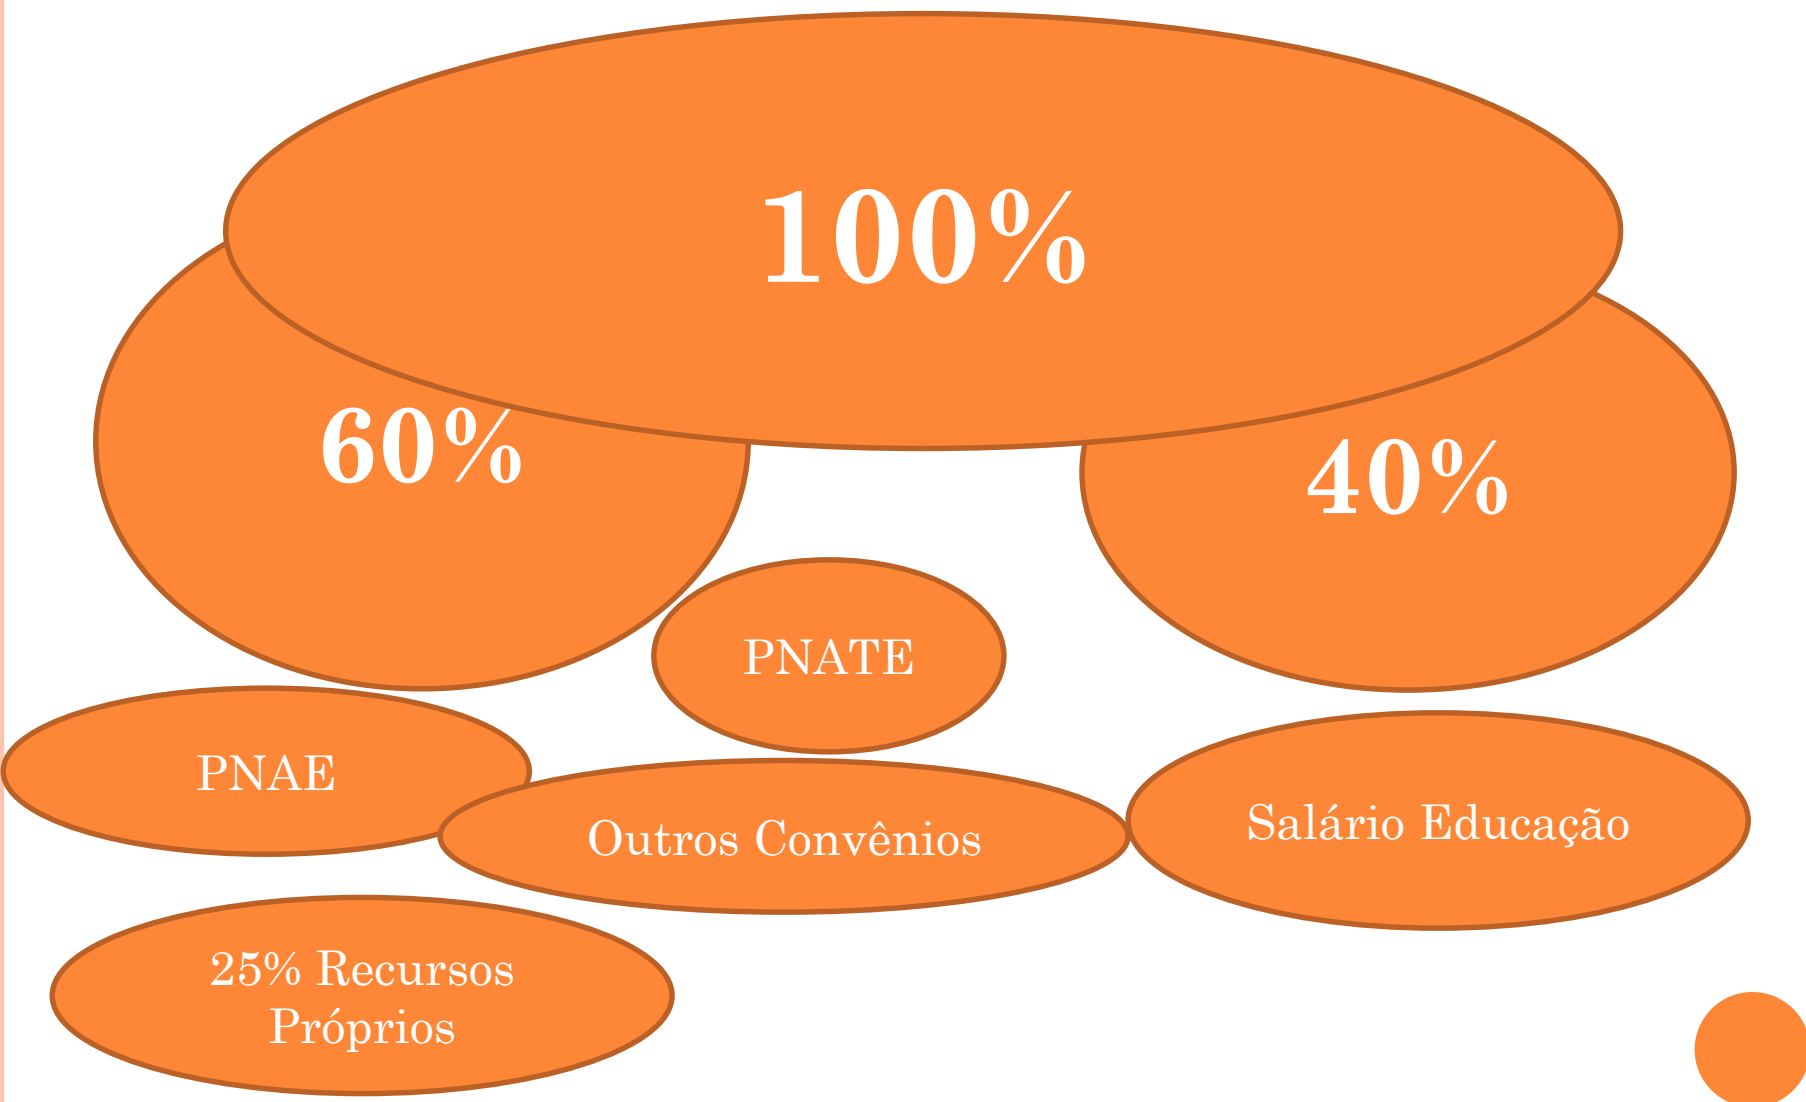 100%
60%
40%
PNATE
PNAE
Outros Convênios
Salário Educação
25% Recursos
Próprios